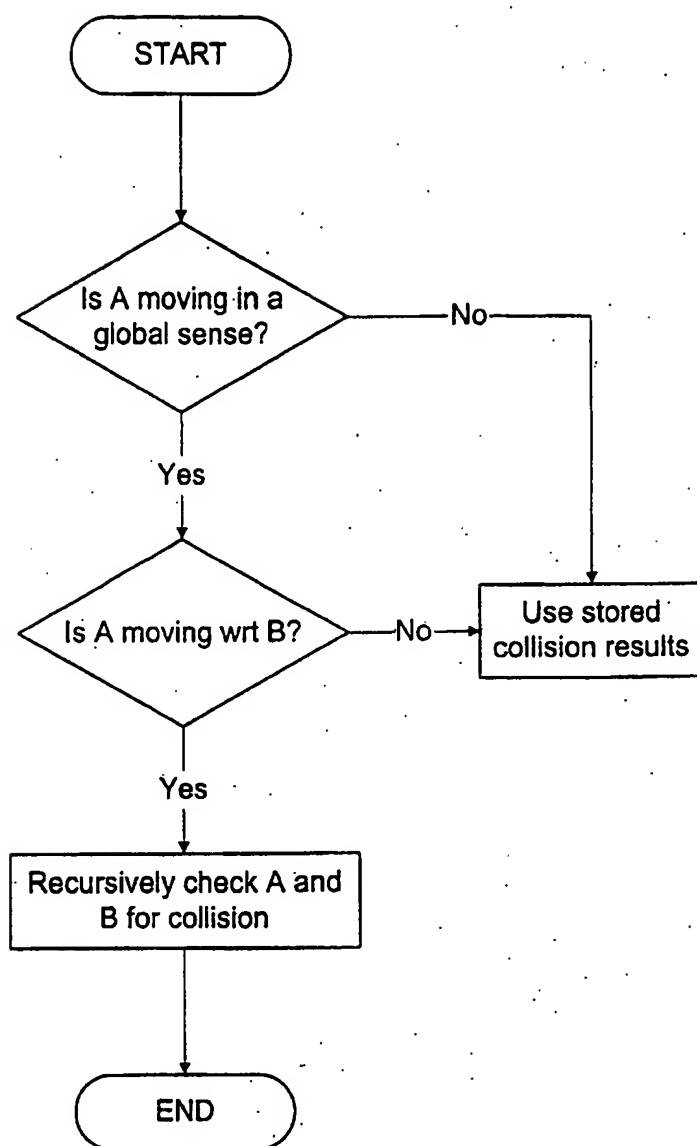 START
Is A moving in a
global sense?
No
Yes
Is A moving wrt B?
No
Use stored
collision results
Yes
Recursively check A and
B for collision
END